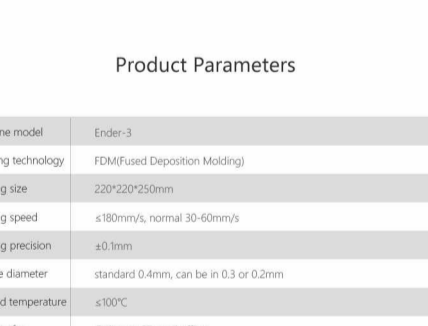 Product Parameters
ne model Ender-3
ng technology FDM(Fused Deposition Molding)
g size 220*220*250mm
g speed ≤180mm/s, normal 30-60mm/s
g precision ±0.1mm
e diameter standard 0.4mm, can be in 0.3 or 0.2mm
d temperature ≤100℃